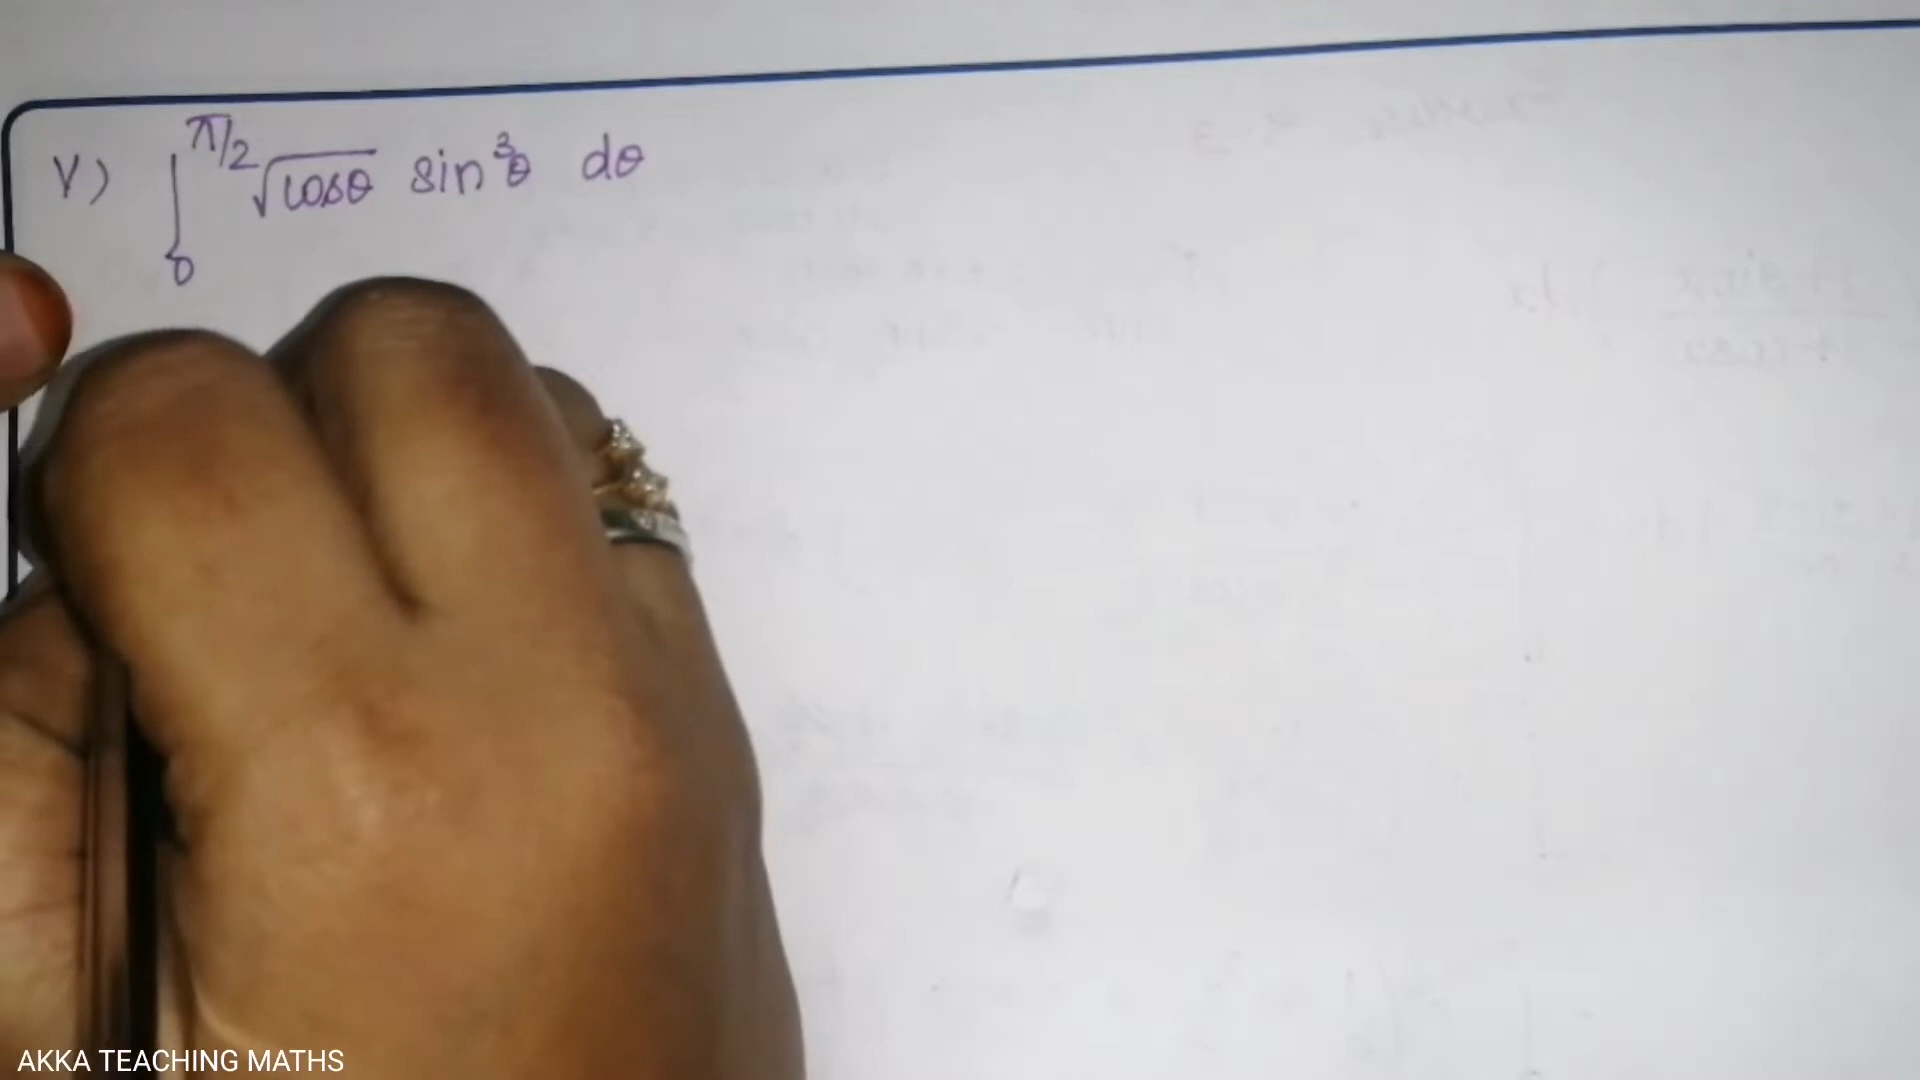 V) ∫₀^π/2 √cosθ sin³θ dθ
AKKA TEACHING MATHS